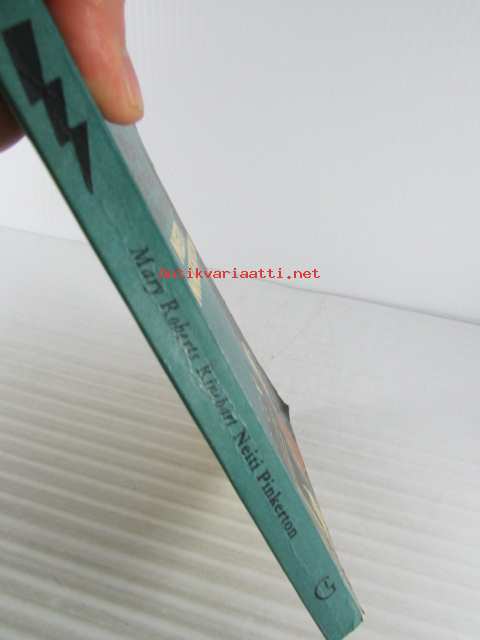 Mary Roberts Rinehart Neiti Pinkerton
Antikvariaatti.net